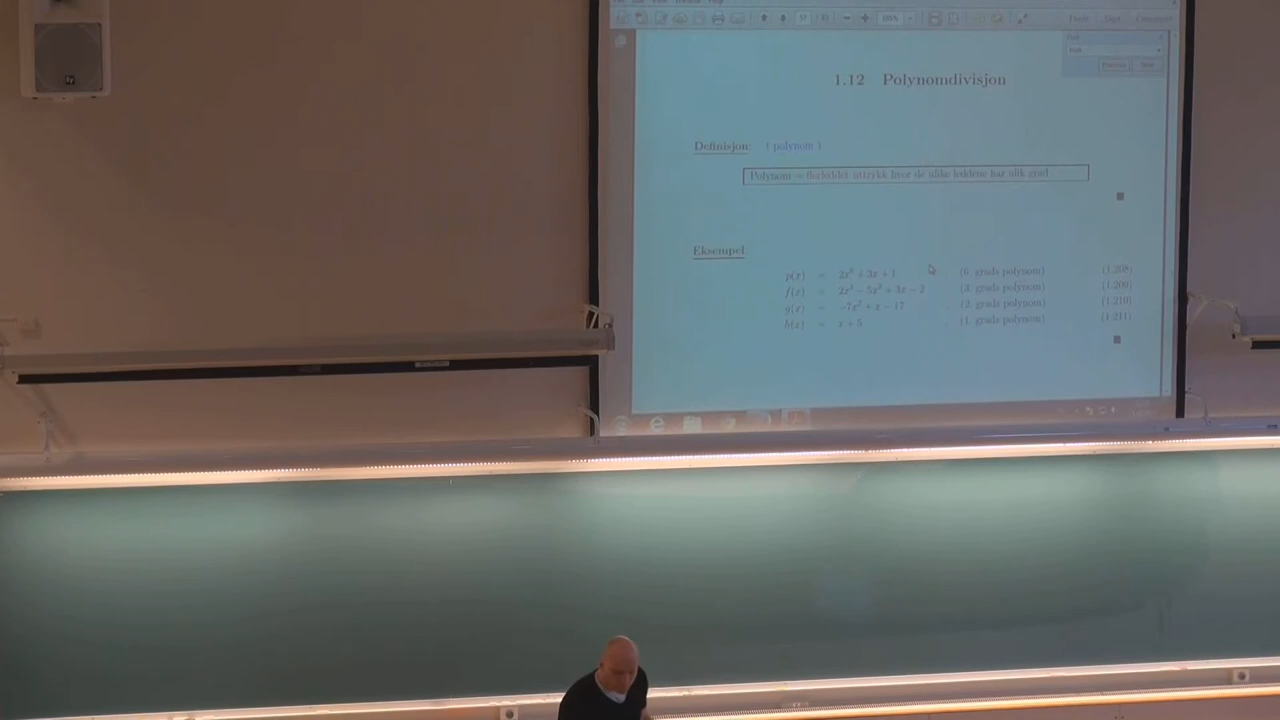 1.12 Polynomdivisjon
Definisjon: ( polynom )
Polynom = flerleddet uttrykk hvor de ulike leddene har ulik grad
Eksempel:
p(x) = 2x⁶ + 3x + 1 , (6. grads polynom) (1.208)
f(x) = 2x³ − 5x² + 3x − 2 , (3. grads polynom) (1.209)
g(x) = -7x² + x − 17 , (2. grads polynom) (1.210)
h(x) = x + 5 , (1. grads polynom) (1.211)